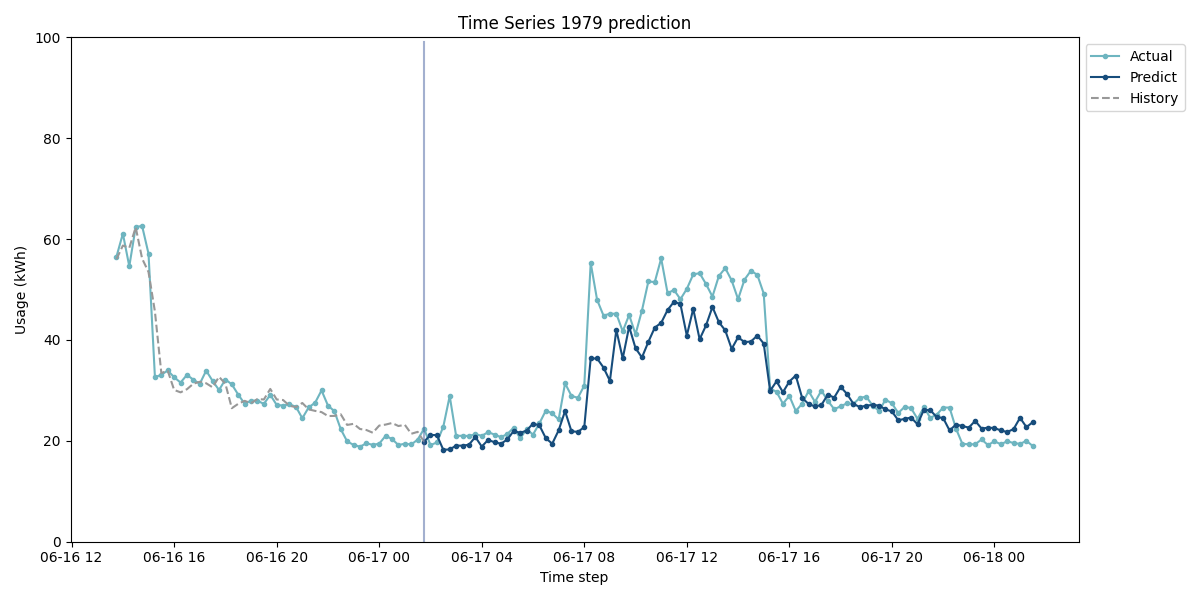 Time Series 1979 prediction
Usage (kWh)
100
80
60
40
20
0
06-16 12
06-16 16
06-16 20
06-17 00
06-17 04
06-17 08
06-17 12
06-17 16
06-17 20
06-18 00
Time step
Actual
Predict
History